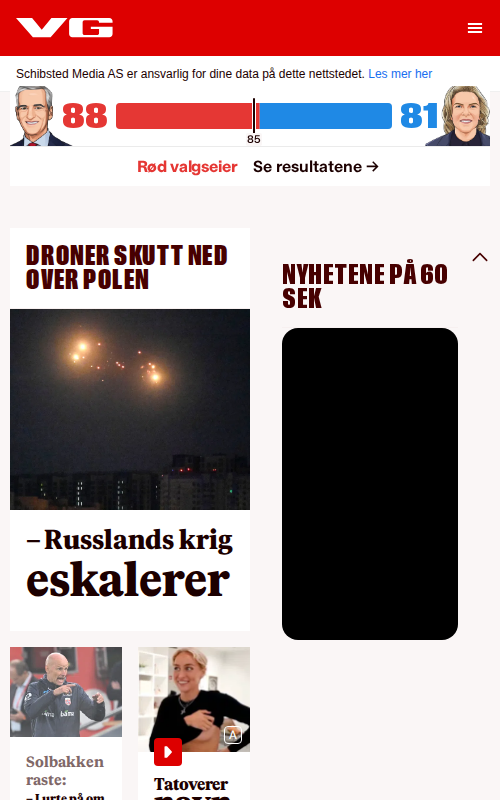 VG
Schibsted Media AS er ansvarlig for dine data på dette nettstedet. Les mer her
88
81
85
Rød valgseier Se resultatene →
DRONER SKUTT NED
OVER POLEN
– Russlands krig
eskalerer
NYHETENE PÅ 60
SEK
A
Solbakken
raste:
– Lurte på om
Tatoverer